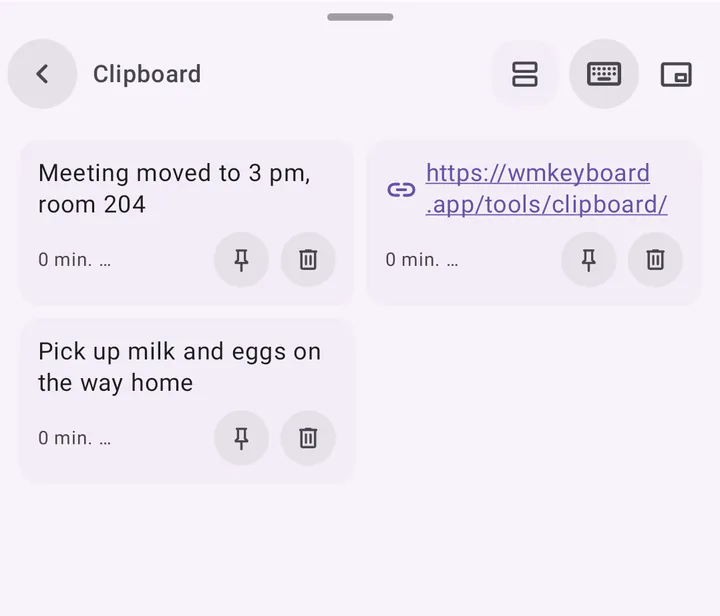 Clipboard
Meeting moved to 3 pm,
room 204
0 min. …
https://wmkeyboard
.app/tools/clipboard/
0 min. …
Pick up milk and eggs on
the way home
0 min. …